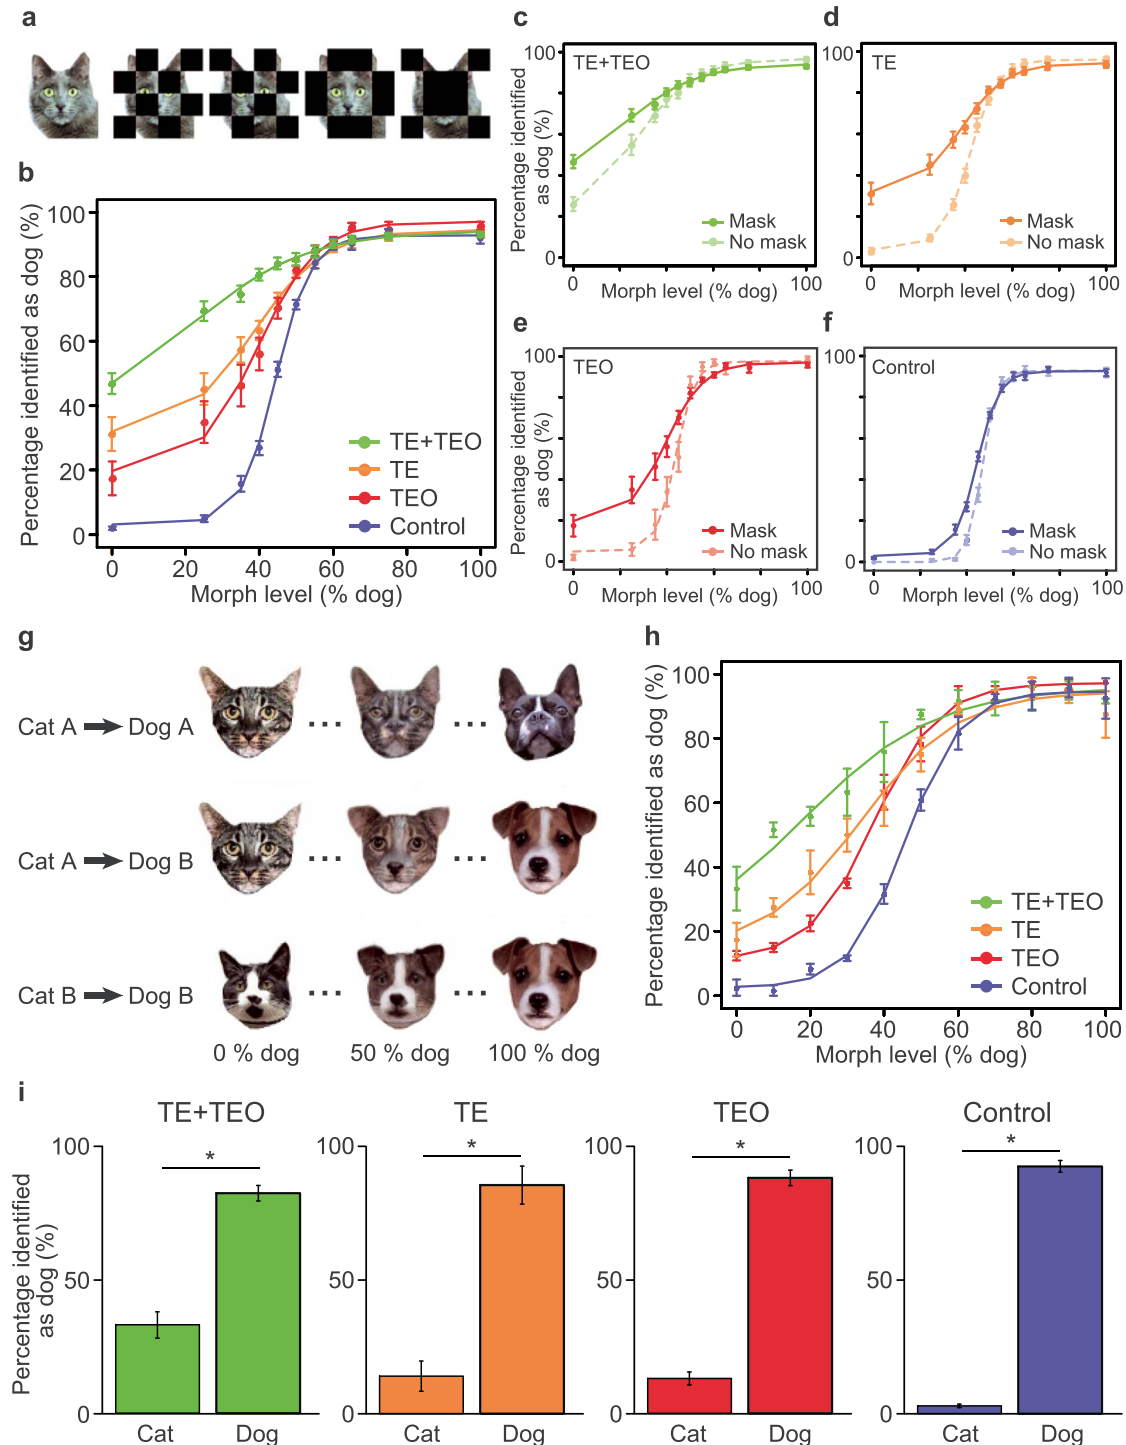 a
b
Percentage identified as dog (%)
100
80
60
40
20
0
TE+TEO
TE
TEO
Control
0 20 40 60 80 100
Morph level (% dog)
c
Percentage identified
as dog (%)
100
0
TE+TEO
Mask
No mask
0 100
Morph level (% dog)
d
100
0
TE
Mask
No mask
0 100
Morph level (% dog)
e
Percentage identified
as dog (%)
100
0
TEO
Mask
No mask
0 100
Morph level (% dog)
f
100
0
Control
Mask
No mask
0 100
Morph level (% dog)
g
Cat A Dog A
Cat A Dog B
Cat B Dog B
0 % dog 50 % dog 100 % dog
h
Percentage identified as dog (%)
100
80
60
40
20
0
TE+TEO
TE
TEO
Control
0 20 40 60 80 100
Morph level (% dog)
i
Percentage identified
as dog (%)
TE+TEO
100
50
0
*
Cat Dog
TE
100
50
0
*
Cat Dog
TEO
100
50
0
*
Cat Dog
Control
100
50
0
*
Cat Dog